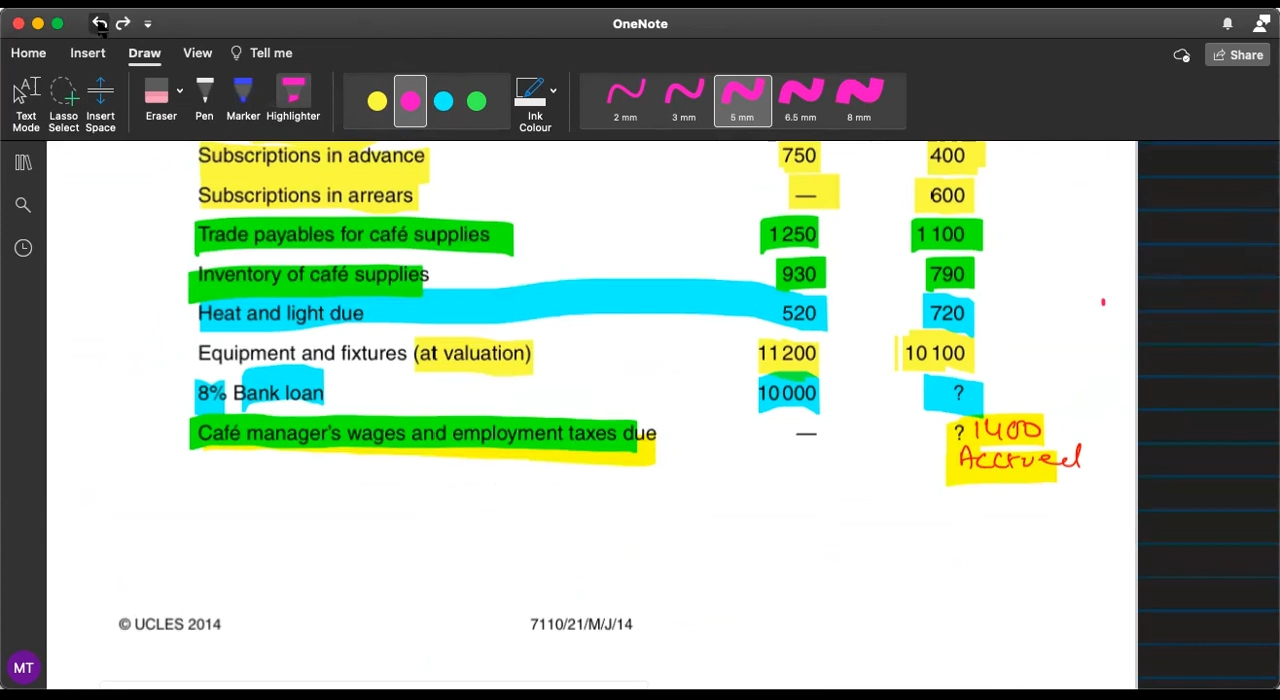 OneNote
Home Insert Draw View Tell me
Share
Text Mode
Lasso Select
Insert Space
Eraser
Pen
Marker
Highlighter
Ink Colour
2 mm
3 mm
5 mm
6.5 mm
8 mm
Subscriptions in advance 750 400
Subscriptions in arrears — 600
Trade payables for café supplies 1 250 1 100
Inventory of café supplies 930 790
Heat and light due 520 720
Equipment and fixtures (at valuation) 11 200 10 100
8% Bank loan 10 000 ?
Café manager's wages and employment taxes due — ? 1400
Accrued
© UCLES 2014 7110/21/M/J/14
MT